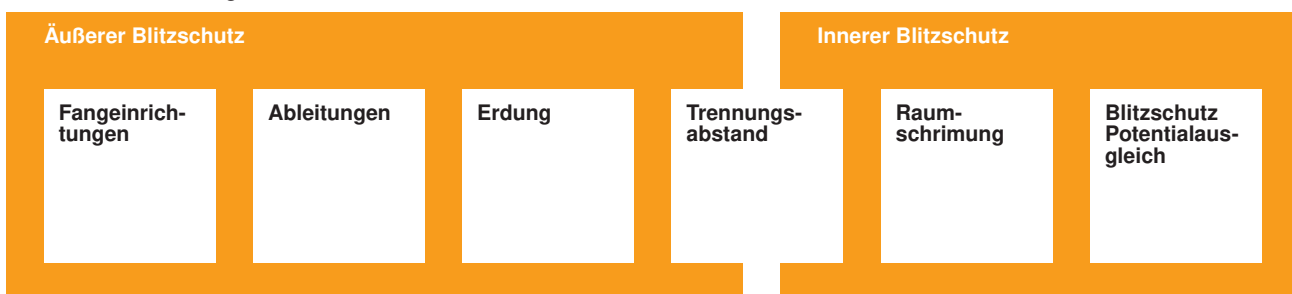 Äußerer Blitzschutz
Innerer Blitzschutz
Fangeinrich-
tungen
Ableitungen
Erdung
Trennungs-
abstand
Raum-
schrimung
Blitzschutz
Potentialaus-
gleich